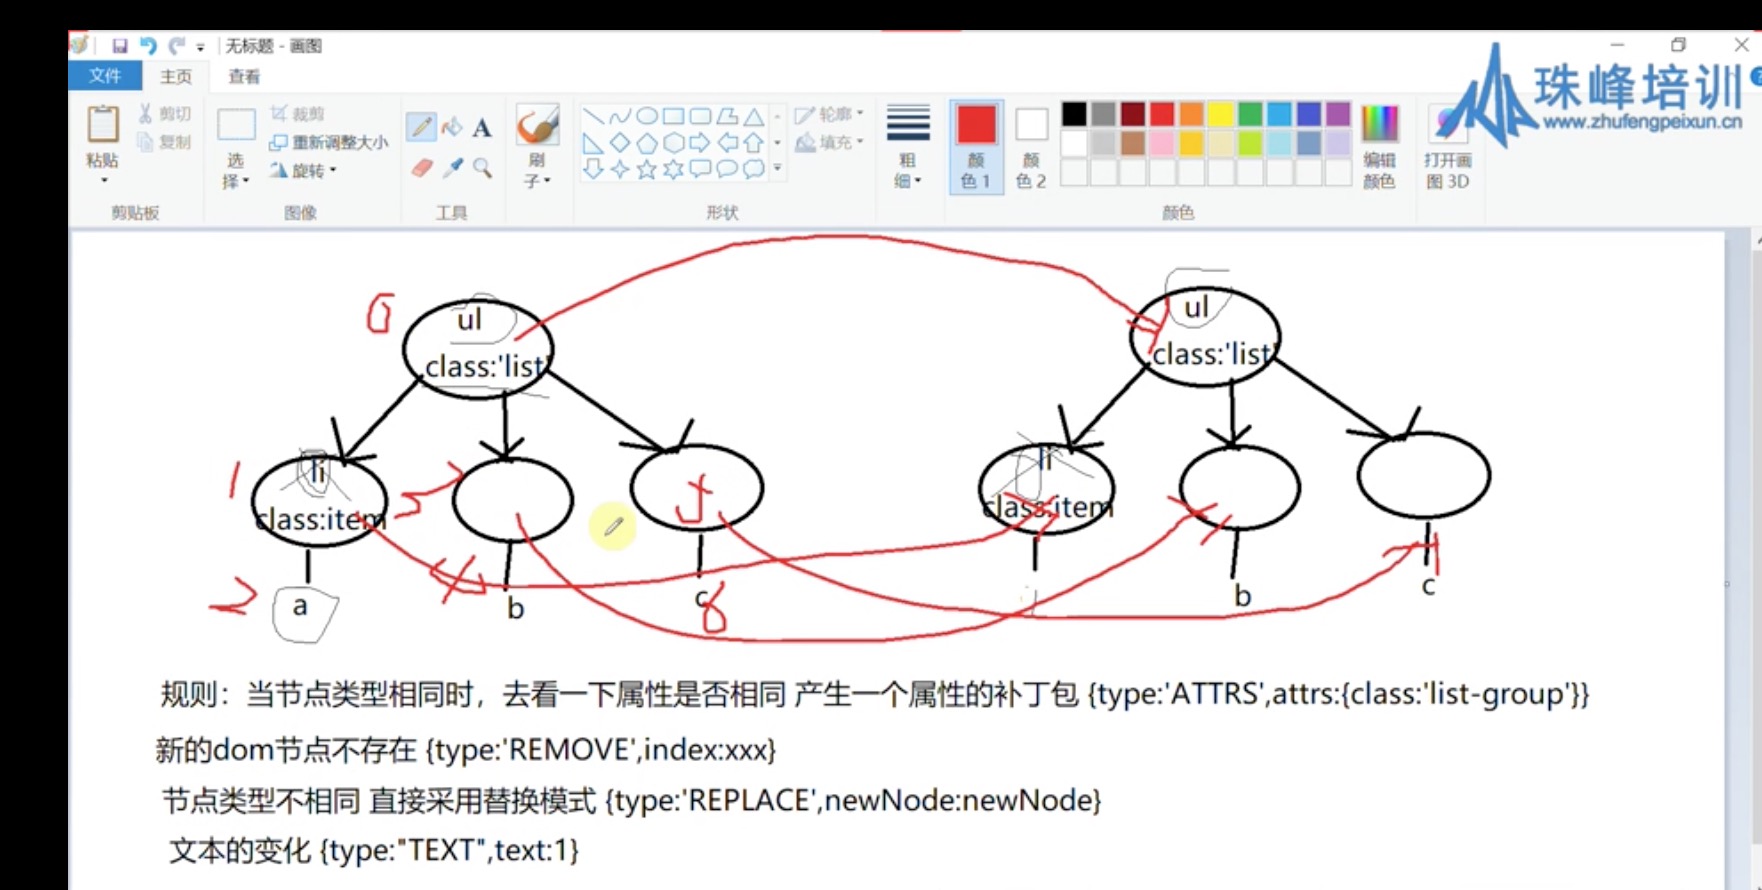 无标题 - 画图
文件 主页 查看
粘贴
剪切
复制
剪贴板
选择
裁剪
重新调整大小
旋转
图像
A
工具
刷子
轮廓
填充
形状
粗细
颜色 1
颜色 2
颜色
编辑颜色
打开画图 3D
珠峰培训
www.zhufengpeixun.cn
0
ul
class:'list'
1
li
class:item
2
a
3
4
b
5
c
6
ul
class:'list'
li
class:item
b
c
规则：当节点类型相同时，去看一下属性是否相同 产生一个属性的补丁包 {type:'ATTRS',attrs:{class:'list-group'}}
新的dom节点不存在 {type:'REMOVE',index:xxx}
节点类型不相同 直接采用替换模式 {type:'REPLACE',newNode:newNode}
文本的变化 {type:"TEXT",text:1}